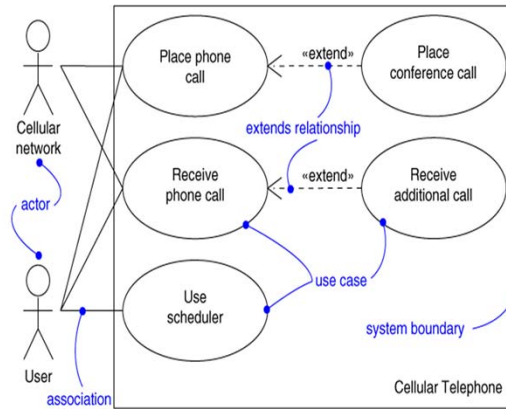 Place phone
call
«extend»
Place
conference call
Cellular
network
extends relationship
Receive
phone call
«extend»
Receive
additional call
actor
use case
Use
scheduler
system boundary
User
association
Cellular Telephone